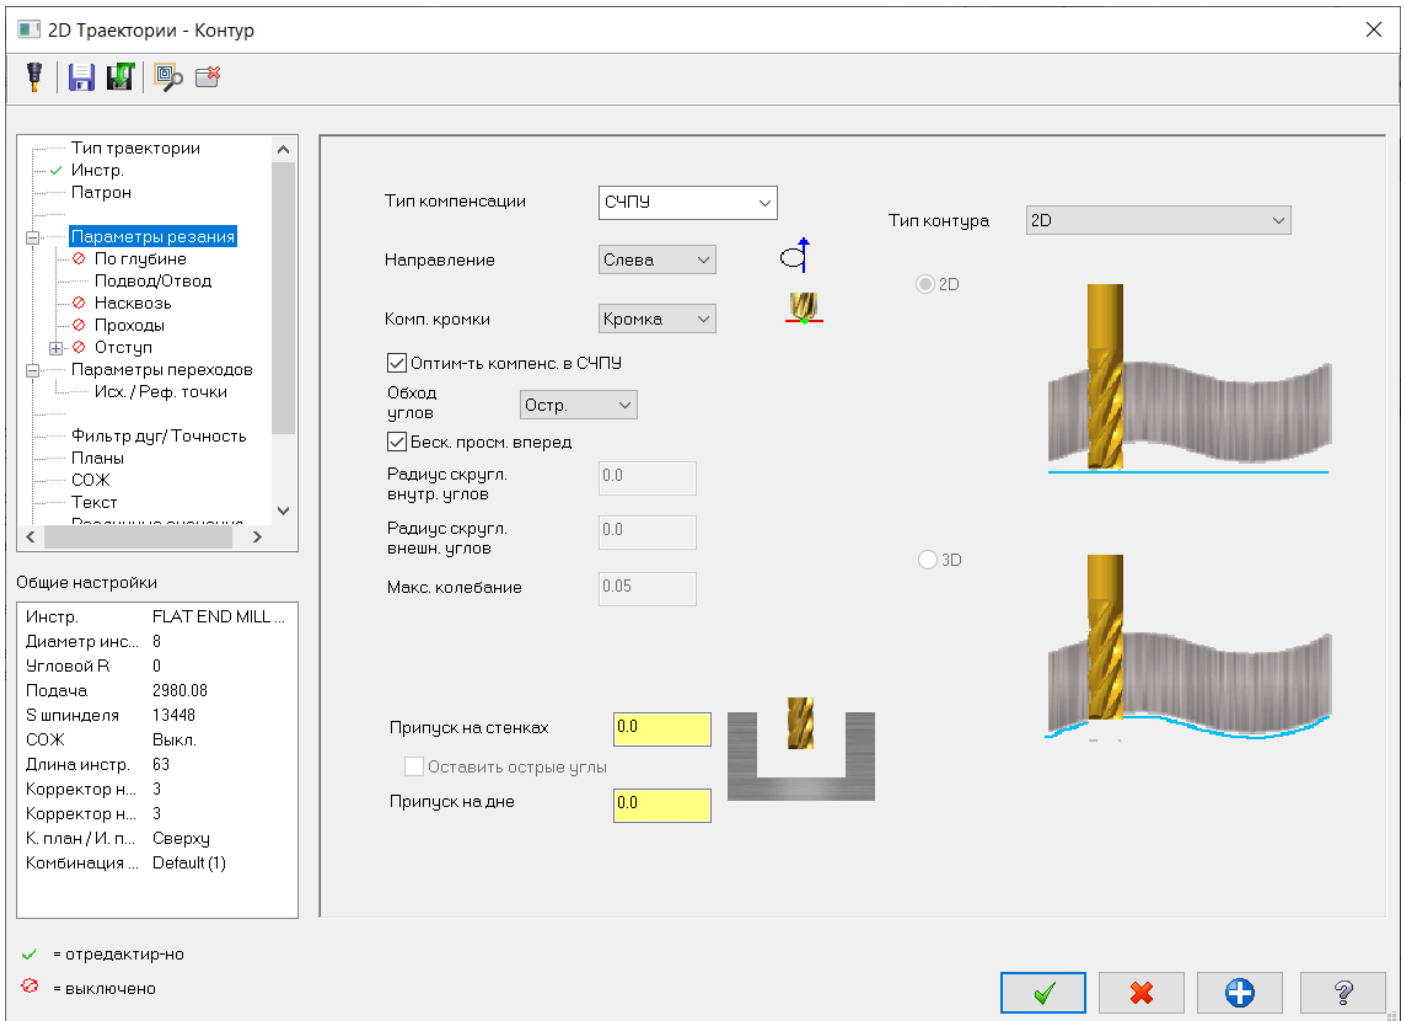 2D Траектории - Контур
Тип траектории
Инстр.
Патрон
Параметры резания
По глубине
Подвод/Отвод
Насквозь
Проходы
Отступ
Параметры переходов
Исх. / Реф. точки
Фильтр дуг/ Точность
Планы
СОЖ
Текст
Общие настройки
Инстр. FLAT END MILL ...
Диаметр инс... 8
Угловой R 0
Подача 2980.08
S шпинделя 13448
СОЖ Выкл.
Длина инстр. 63
Корректор н... 3
Корректор н... 3
К. план / И. п... Сверху
Комбинация ... Default (1)
= отредактир-но
= выключено
Тип компенсации СЧПУ
Направление Слева
Комп. кромки Кромка
Оптим-ть компенс. в СЧПУ
Обход
углов
Остр.
Беск. просм. вперед
Радиус скругл.
внутр. углов
0.0
Радиус скругл.
внешн. углов
0.0
Макс. колебание 0.05
Припуск на стенках 0.0
Оставить острые углы
Припуск на дне 0.0
Тип контура 2D
2D
3D